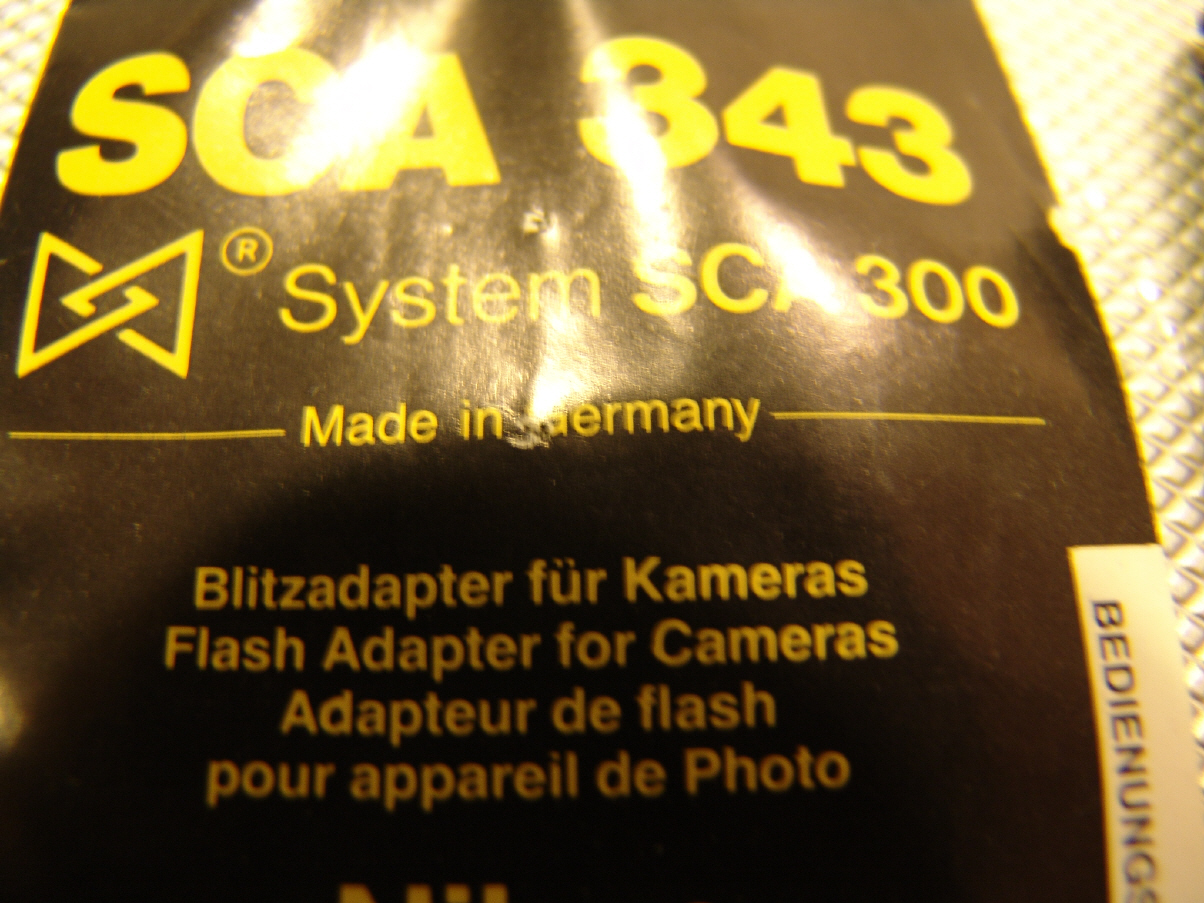 SCA 343
® System SCA 300
Made in Germany
Blitzadapter für Kameras
Flash Adapter for Cameras
Adapteur de flash
pour appareil de Photo
BEDIENUNGS